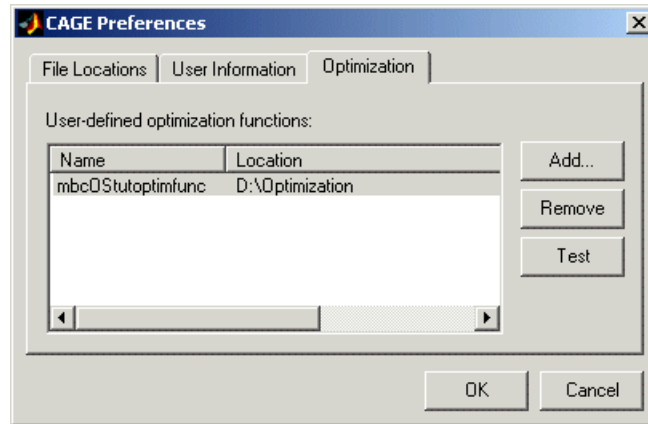 CAGE Preferences
File Locations User Information Optimization
User-defined optimization functions:
Name Location
mbcOStutoptimfunc D:\Optimization
Add...
Remove
Test
OK Cancel